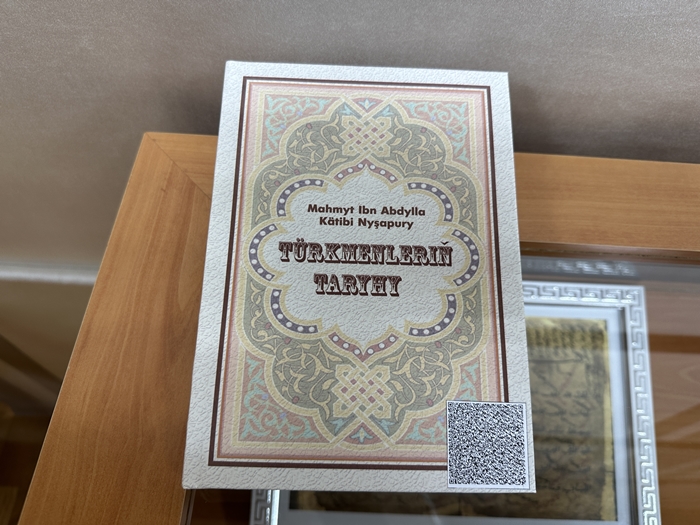 Mahmyt Ibn Abdylla
Kätibi Nyşapury
TÜRKMENLERIŇ
TARYHY